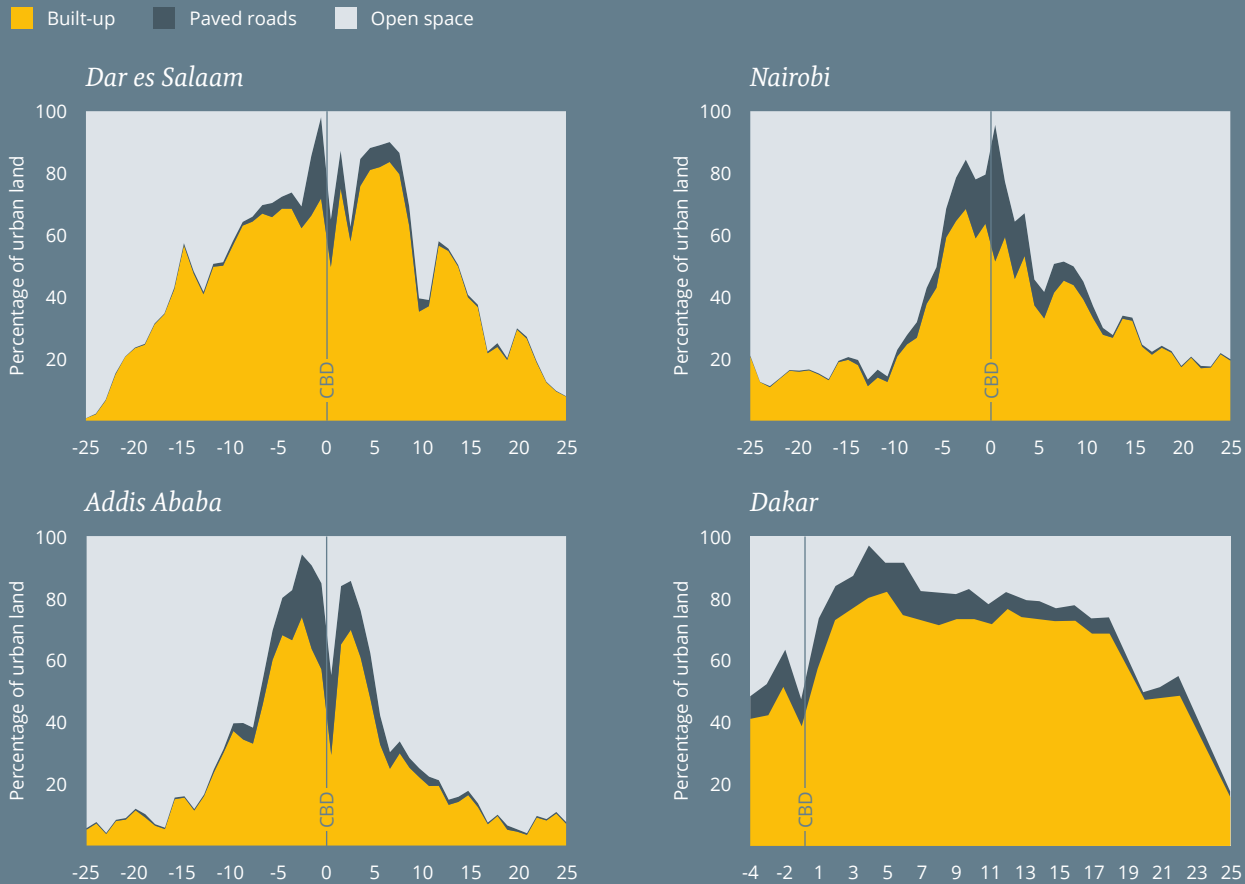 Built-up Paved roads Open space
Dar es Salaam
Percentage of urban land
100
80
60
40
20
CBD
-25 -20 -15 -10 -5 0 5 10 15 20 25
Nairobi
Percentage of urban land
100
80
60
40
20
CBD
-25 -20 -15 -10 -5 0 5 10 15 20 25
Addis Ababa
Percentage of urban land
100
80
60
40
20
CBD
-25 -20 -15 -10 -5 0 5 10 15 20 25
Dakar
Percentage of urban land
100
80
60
40
20
CBD
-4 -2 1 3 5 7 9 11 13 15 17 19 21 23 25